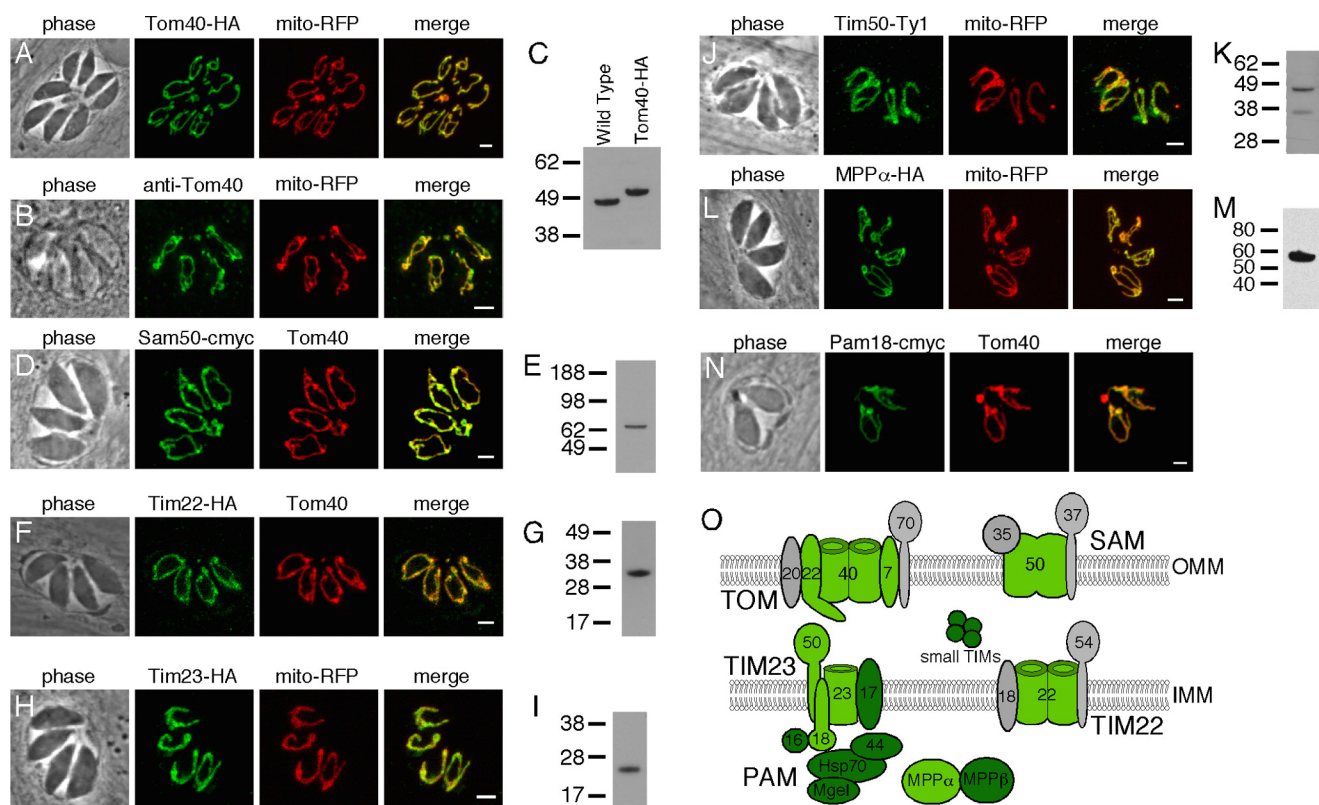 phase Tom40-HA mito-RFP merge
A
C
Wild Type
Tom40-HA
62
49
38
phase anti-Tom40 mito-RFP merge
B
phase Sam50-cmyc Tom40 merge
D
E
188
98
62
49
phase Tim22-HA Tom40 merge
F
G
49
38
28
17
phase Tim23-HA mito-RFP merge
H
I
38
28
17
phase Tim50-Ty1 mito-RFP merge
J
K
62
49
38
28
phase MPPα-HA mito-RFP merge
L
M
80
60
50
40
phase Pam18-cmyc Tom40 merge
N
O
70
37
35
SAM
20 22 40 7
50
OMM
TOM
50
small TIMs
54
TIM23
23 17
18 22
IMM
TIM22
16 18 44
Hsp70
PAM
MgeI
MPPα MPPβ